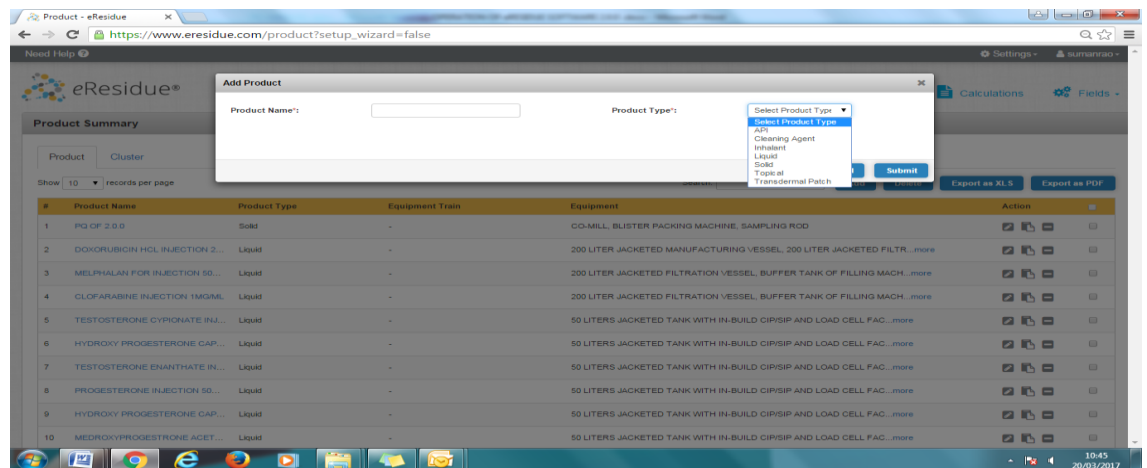 Product - eResidue
https://www.eresidue.com/product?setup_wizard=false
Need Help
Settings
sumanrao
eResidue®
Calculations
Fields
Add Product
Product Name*:
Product Type*:
Select Product Type
Select Product Type
API
Cleaning Agent
Inhalant
Liquid
Solid
Topical
Transdermal Patch
Submit
Product Summary
Product Cluster
Show 10 records per page
Search:
Delete
Export as XLS
Export as PDF
# Product Name Product Type Equipment Train Equipment Action
1 PQ OF 2.0.0 Solid - CO-MILL, BLISTER PACKING MACHINE, SAMPLING ROD
2 DOXORUBICIN HCL INJECTION 2... Liquid - 200 LITER JACKETED MANUFACTURING VESSEL, 200 LITER JACKETED FILTR...more
3 MELPHALAN FOR INJECTION 50... Liquid - 200 LITER JACKETED FILTRATION VESSEL, BUFFER TANK OF FILLING MACH...more
4 CLOFARABINE INJECTION 1MG/ML Liquid - 200 LITER JACKETED FILTRATION VESSEL, BUFFER TANK OF FILLING MACH...more
5 TESTOSTERONE CYPIONATE INJ... Liquid - 50 LITERS JACKETED TANK WITH IN-BUILD CIP/SIP AND LOAD CELL FAC...more
6 HYDROXY PROGESTERONE CAP... Liquid - 50 LITERS JACKETED TANK WITH IN-BUILD CIP/SIP AND LOAD CELL FAC...more
7 TESTOSTERONE ENANTHATE IN... Liquid - 50 LITERS JACKETED TANK WITH IN-BUILD CIP/SIP AND LOAD CELL FAC...more
8 PROGESTERONE INJECTION 50... Liquid - 50 LITERS JACKETED TANK WITH IN-BUILD CIP/SIP AND LOAD CELL FAC...more
9 HYDROXY PROGESTERONE CAP... Liquid - 50 LITERS JACKETED TANK WITH IN-BUILD CIP/SIP AND LOAD CELL FAC...more
10 MEDROXYPROGESTRONE ACET... Liquid - 50 LITERS JACKETED TANK WITH IN-BUILD CIP/SIP AND LOAD CELL FAC...more
10:45
20/03/2017